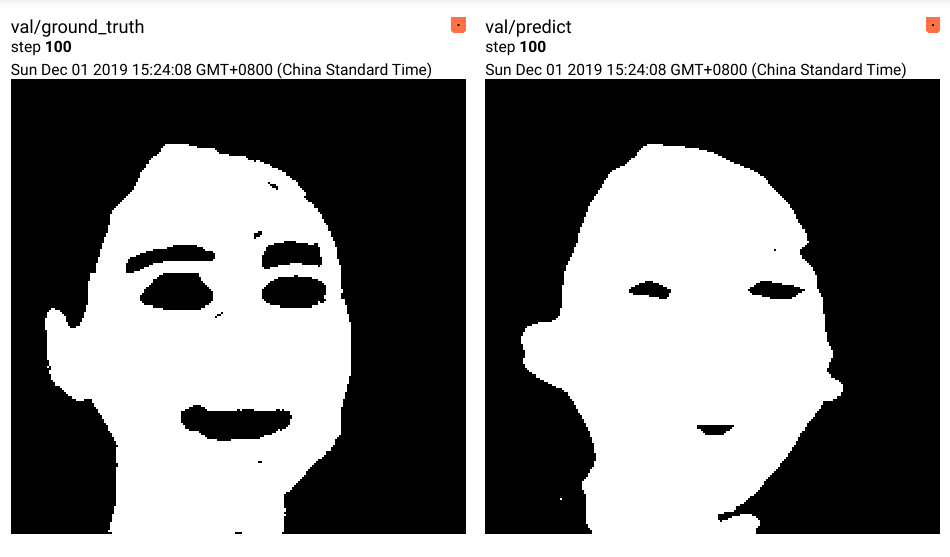 val/ground_truth
step 100
Sun Dec 01 2019 15:24:08 GMT+0800 (China Standard Time)
val/predict
step 100
Sun Dec 01 2019 15:24:08 GMT+0800 (China Standard Time)